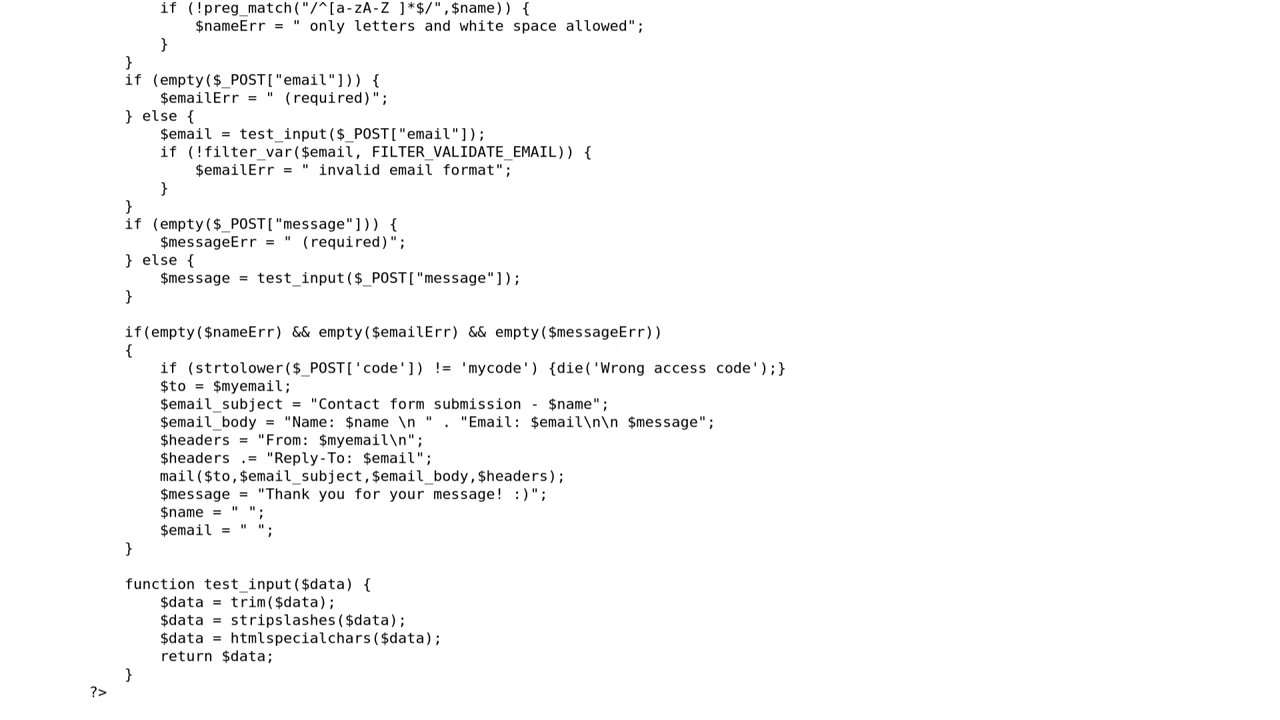 if (!preg_match("/^[a-zA-Z ]*$/",$name)) {
$nameErr = " only letters and white space allowed";
}
}
if (empty($_POST["email"])) {
$emailErr = " (required)";
} else {
$email = test_input($_POST["email"]);
if (!filter_var($email, FILTER_VALIDATE_EMAIL)) {
$emailErr = " invalid email format";
}
}
if (empty($_POST["message"])) {
$messageErr = " (required)";
} else {
$message = test_input($_POST["message"]);
}
if(empty($nameErr) && empty($emailErr) && empty($messageErr))
{
if (strtolower($_POST['code']) != 'mycode') {die('Wrong access code');}
$to = $myemail;
$email_subject = "Contact form submission - $name";
$email_body = "Name: $name \n " . "Email: $email\n\n $message";
$headers = "From: $myemail\n";
$headers .= "Reply-To: $email";
mail($to,$email_subject,$email_body,$headers);
$message = "Thank you for your message! :)";
$name = " ";
$email = " ";
}
function test_input($data) {
$data = trim($data);
$data = stripslashes($data);
$data = htmlspecialchars($data);
return $data;
}
?>